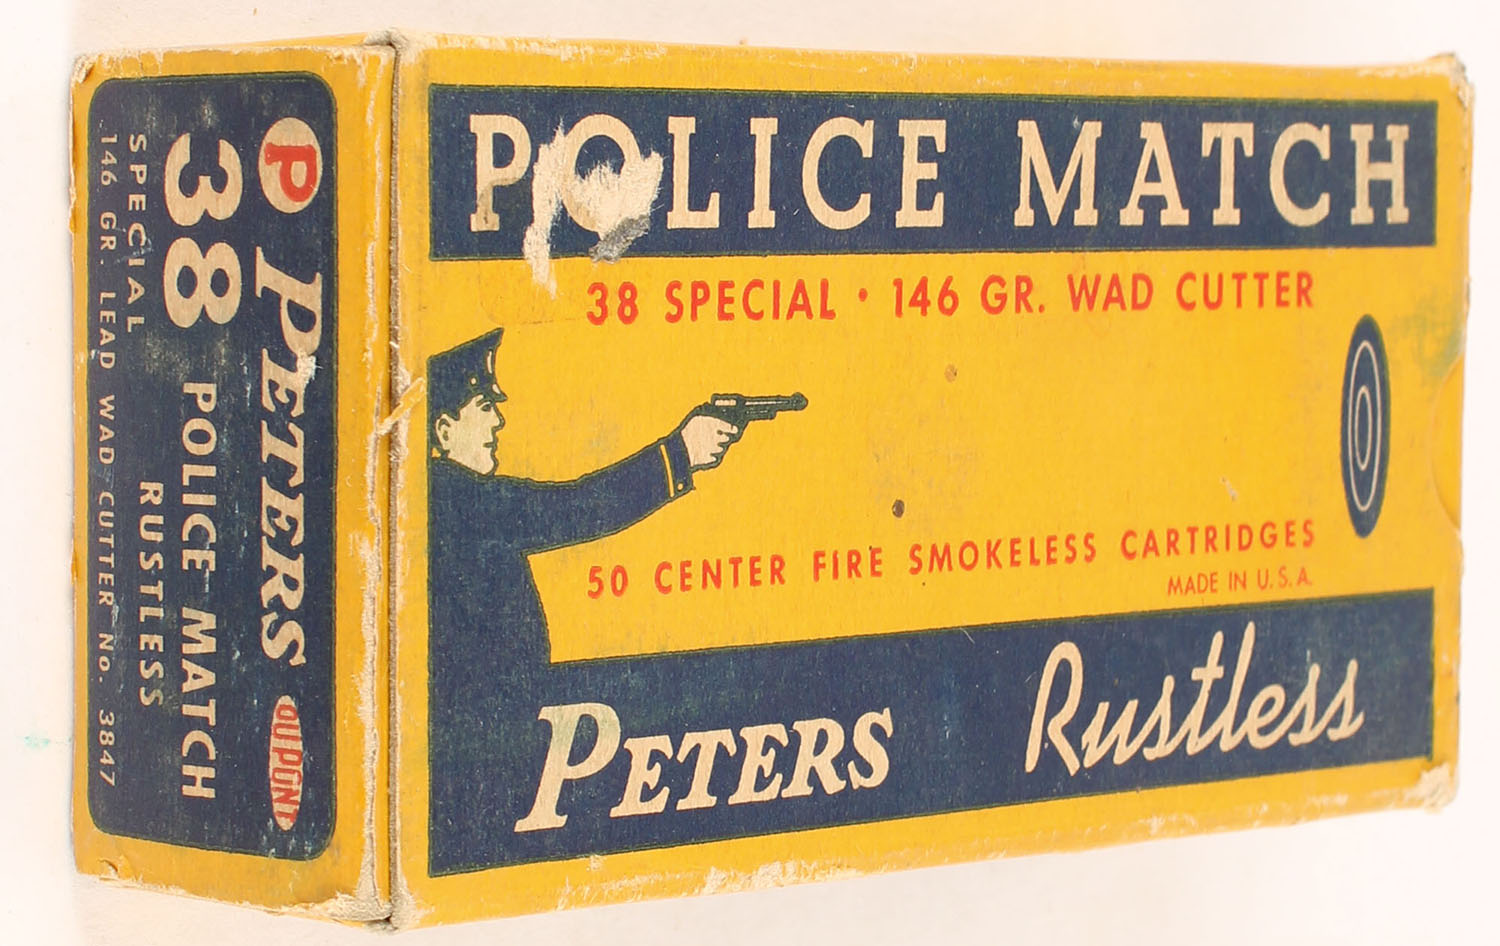 POLICE MATCH
38 SPECIAL · 146 GR. WAD CUTTER
50 CENTER FIRE SMOKELESS CARTRIDGES
MADE IN U.S.A.
PETERS Rustless
P PETERS DUPONT
38 POLICE MATCH
SPECIAL RUSTLESS
146 GR. LEAD WAD CUTTER No. 3847